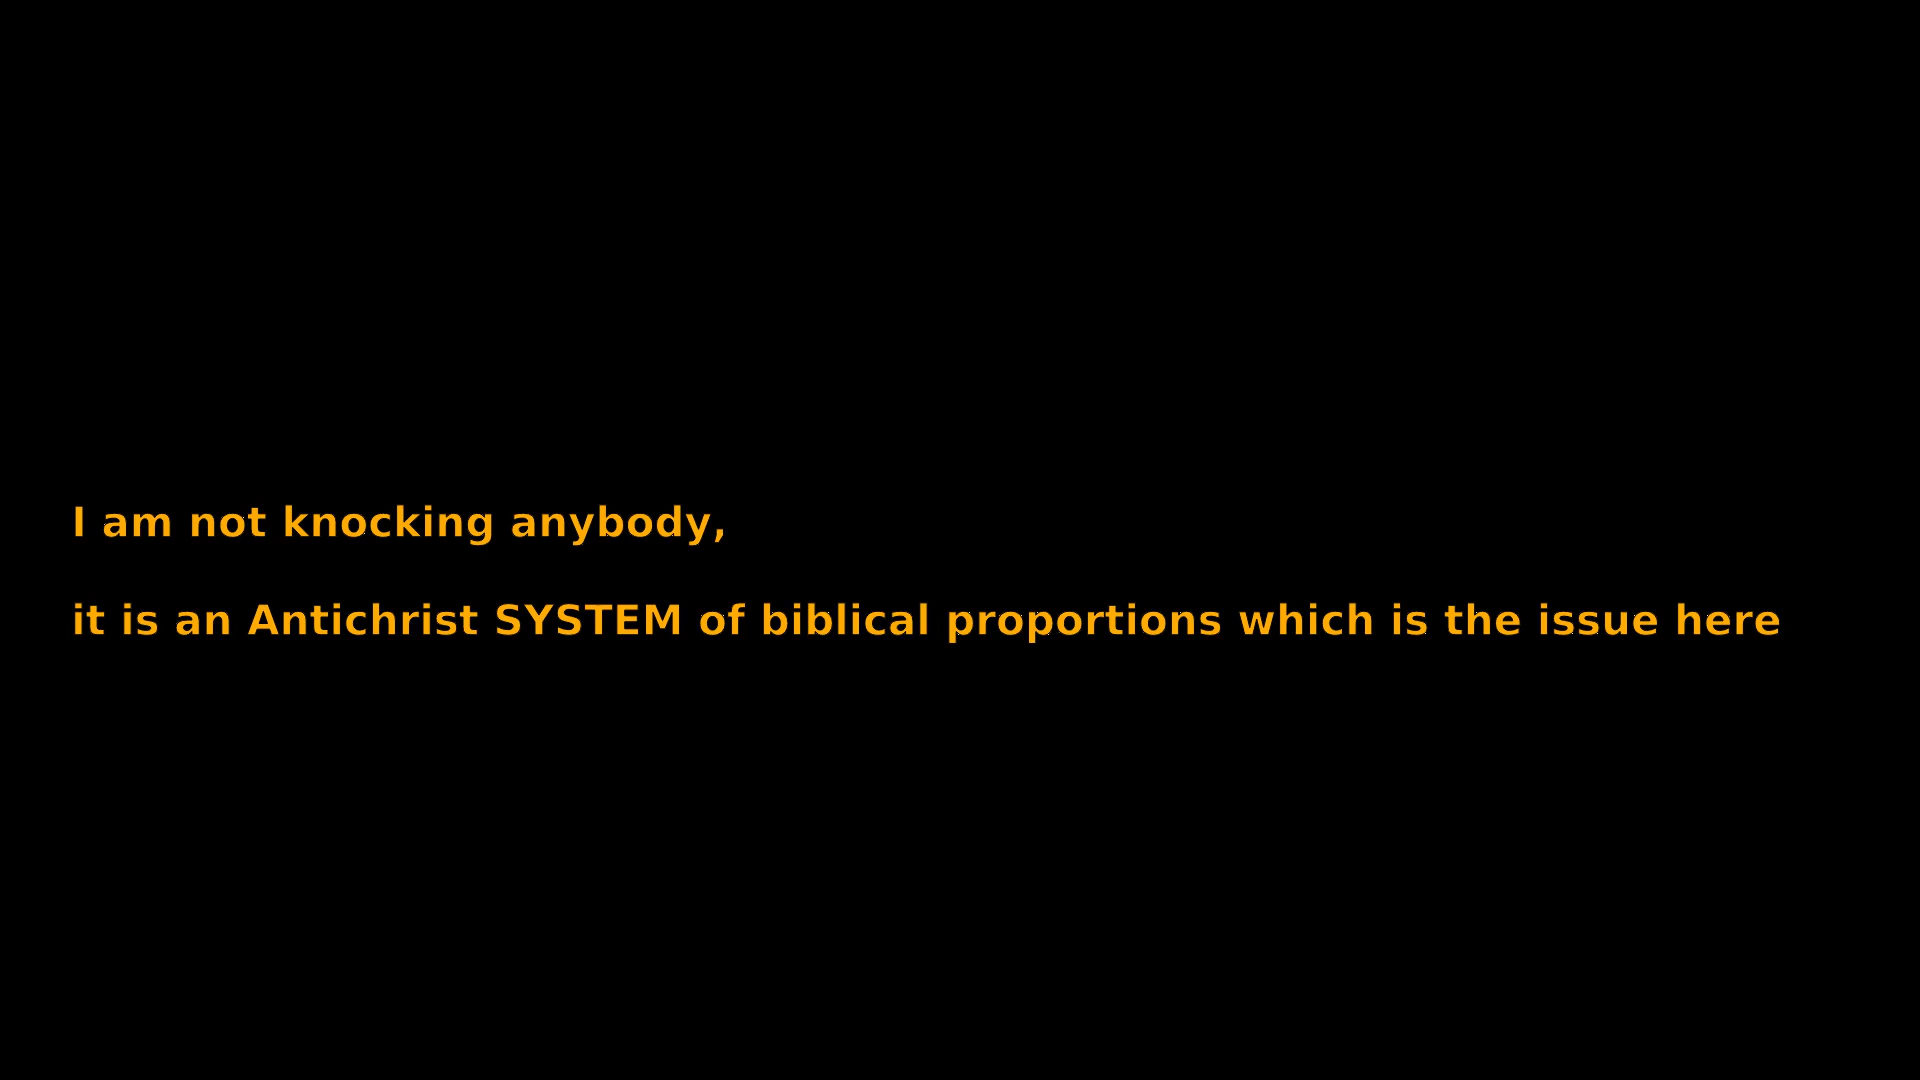 I am not knocking anybody,
it is an Antichrist SYSTEM of biblical proportions which is the issue here